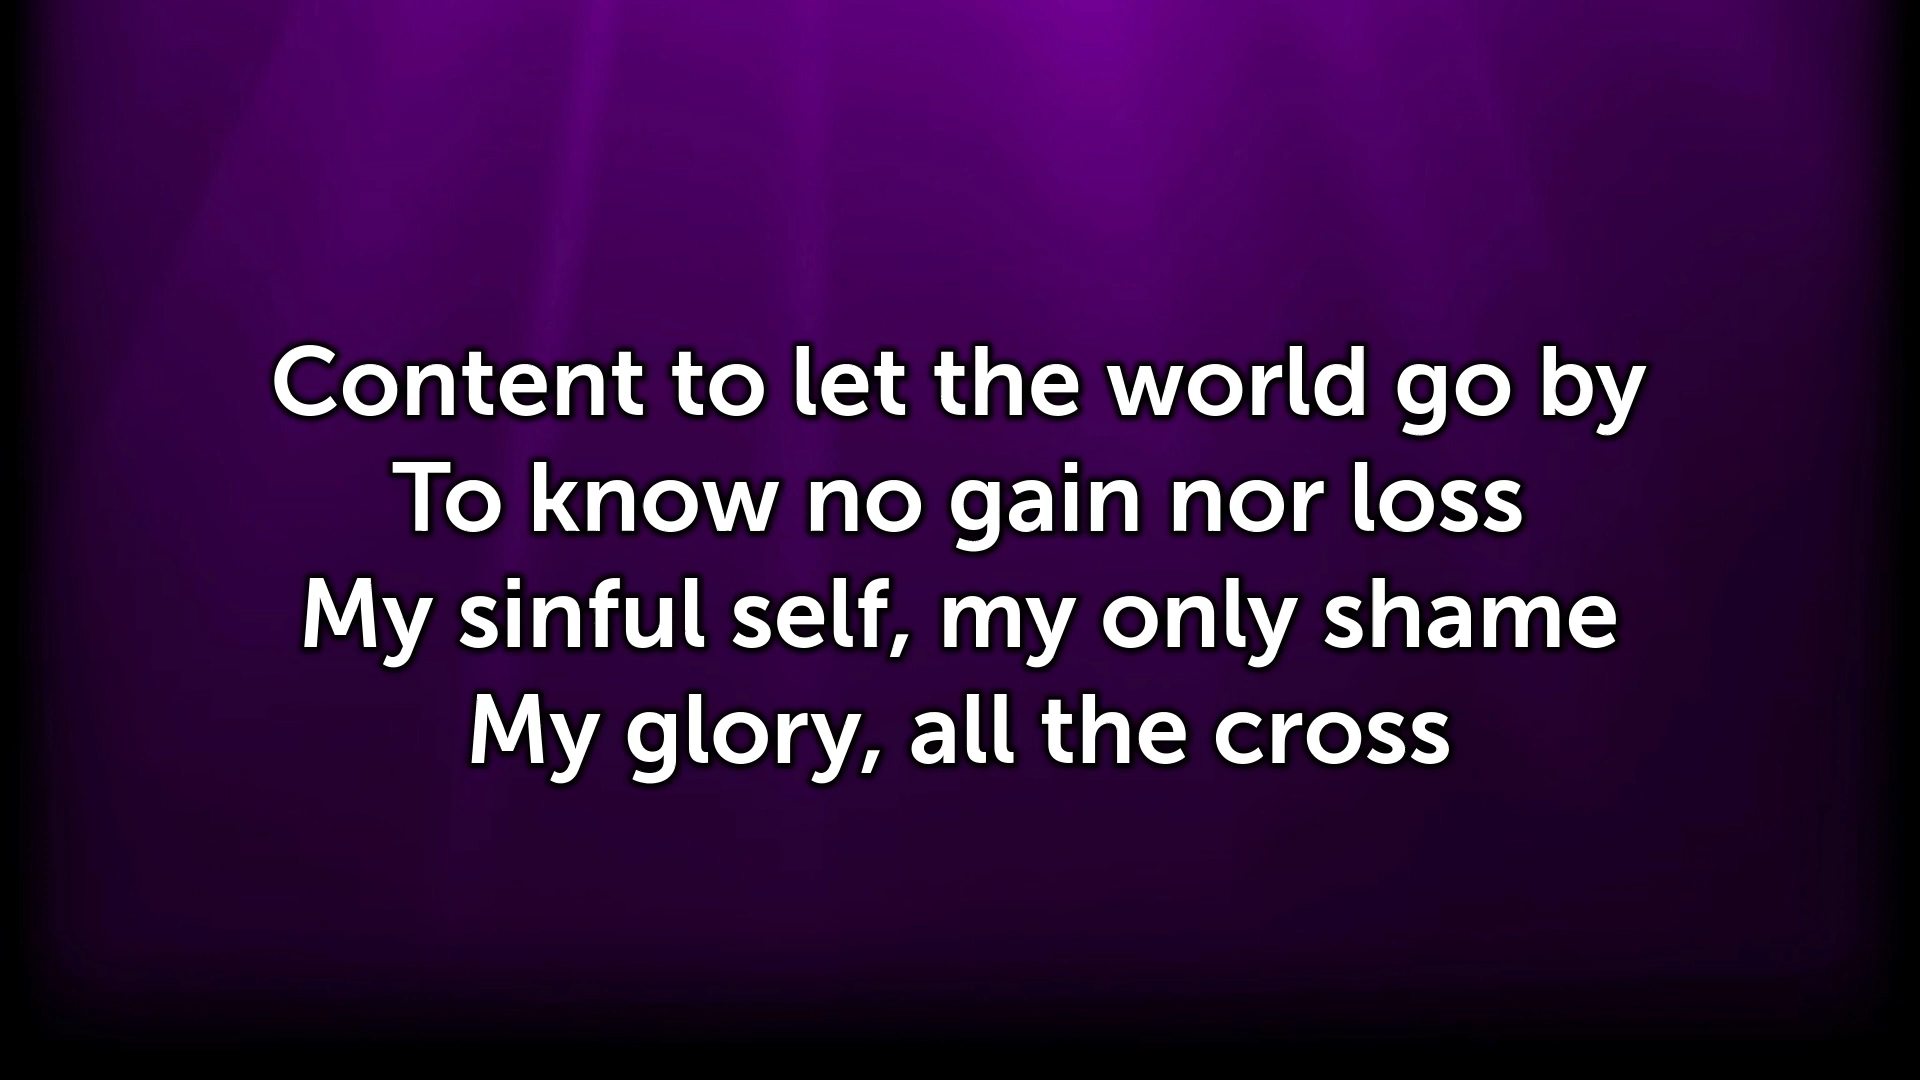 Content to let the world go by
To know no gain nor loss
My sinful self, my only shame
My glory, all the cross